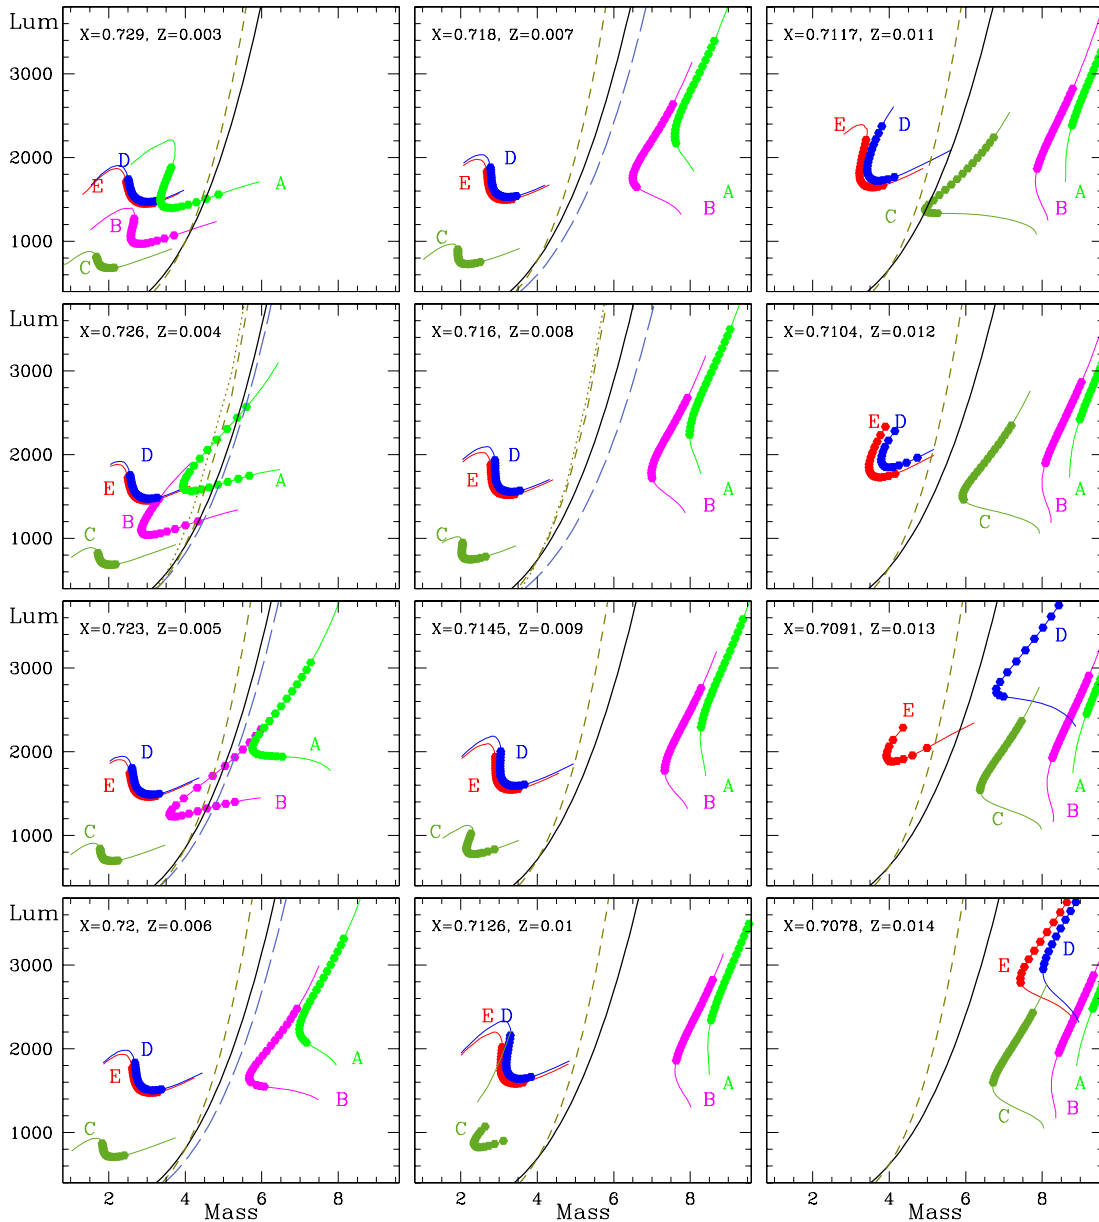 Lum
X=0.729, Z=0.003
X=0.718, Z=0.007
X=0.7117, Z=0.011
3000
2000
1000
D
E
A
B
C
D
E
C
A
B
E
D
C
B
A
Lum
X=0.726, Z=0.004
X=0.716, Z=0.008
X=0.7104, Z=0.012
3000
2000
1000
D
E
A
B
C
D
E
C
A
B
E
D
C
B
A
Lum
X=0.723, Z=0.005
X=0.7145, Z=0.009
X=0.7091, Z=0.013
3000
2000
1000
D
E
A
B
C
D
E
C
A
B
D
E
A
C
B
Lum
X=0.72, Z=0.006
X=0.7126, Z=0.01
X=0.7078, Z=0.014
3000
2000
1000
D
E
A
B
C
E
D
C
A
B
D
E
A
C
B
2 4 6 8
2 4 6 8
2 4 6 8
Mass
Mass
Mass